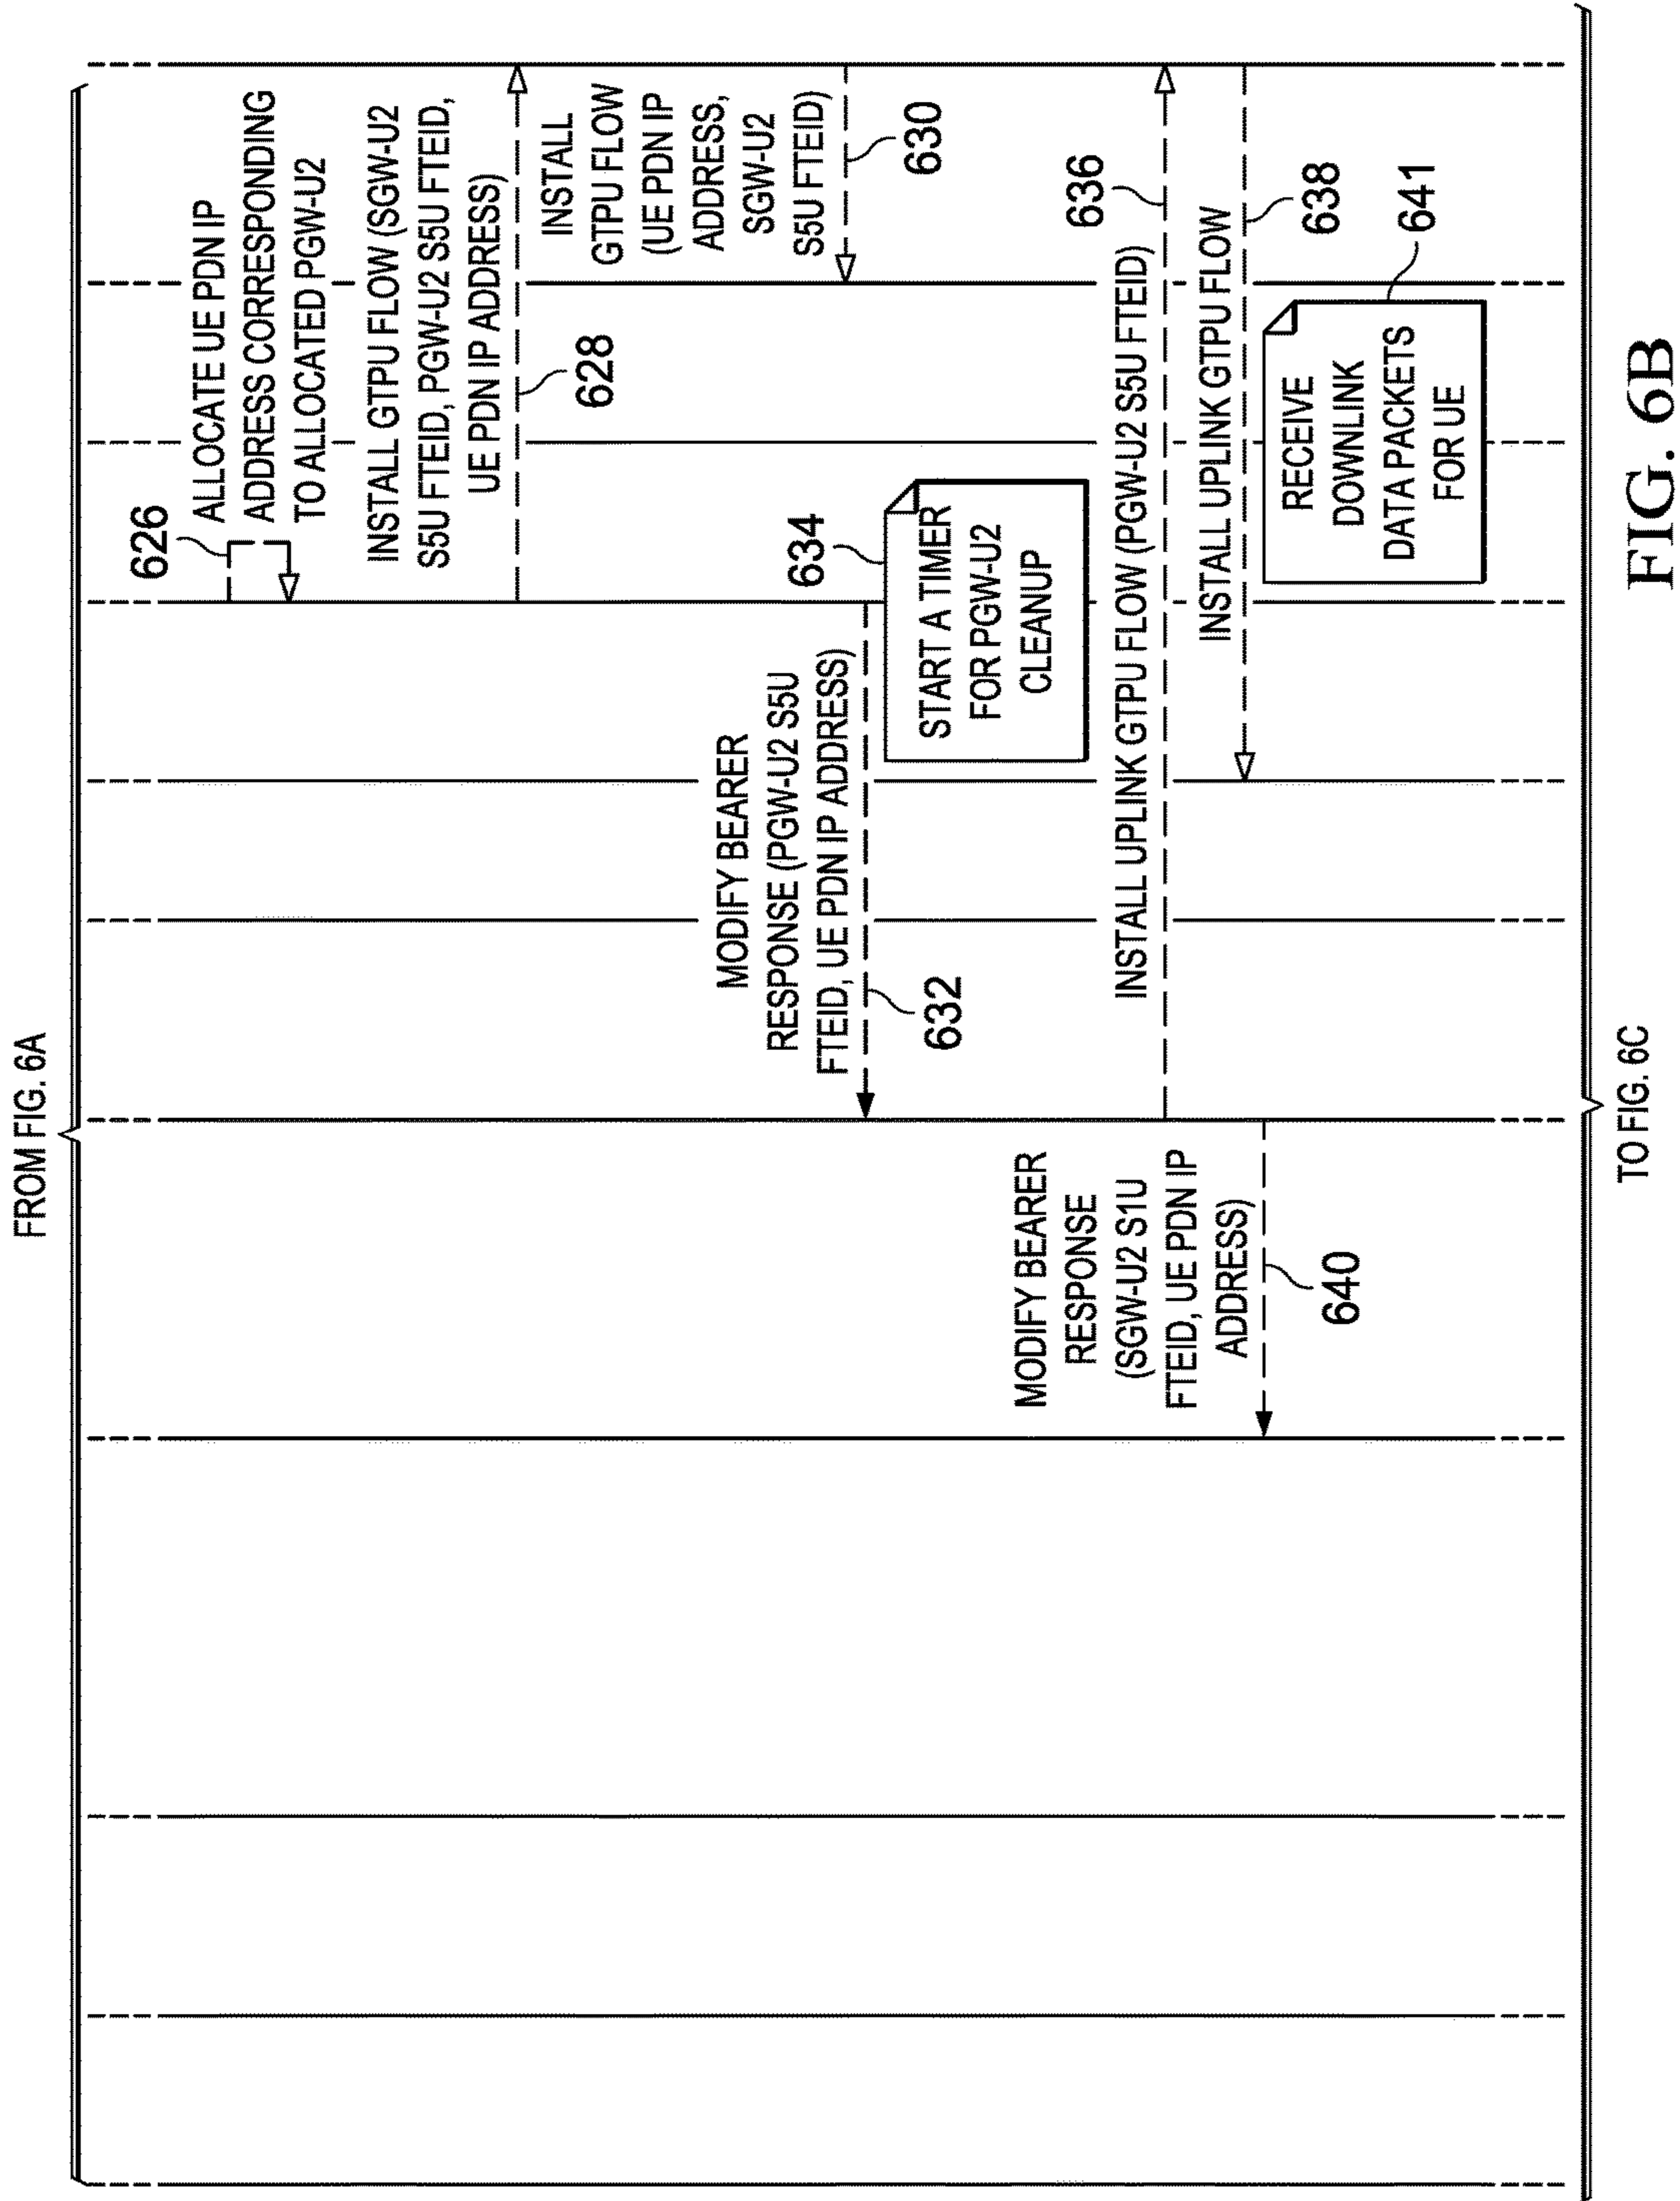 FROM FIG. 6A
626
ALLOCATE UE PDN IP
ADDRESS CORRESPONDING
TO ALLOCATED PGW-U2
INSTALL GTPU FLOW (SGW-U2
S5U FTEID, PGW-U2 S5U FTEID,
UE PDN IP ADDRESS)
628
INSTALL
GTPU FLOW
(UE PDN IP
ADDRESS,
SGW-U2
S5U FTEID)
630
MODIFY BEARER
RESPONSE (PGW-U2 S5U
FTEID, UE PDN IP ADDRESS)
632
634
START A TIMER
FOR PGW-U2
CLEANUP
INSTALL UPLINK GTPU FLOW (PGW-U2 S5U FTEID)
636
INSTALL UPLINK GTPU FLOW
638
MODIFY BEARER
RESPONSE
(SGW-U2 S1U
FTEID, UE PDN IP
ADDRESS)
640
RECEIVE
DOWNLINK
DATA PACKETS
FOR UE
641
TO FIG. 6C
FIG. 6B